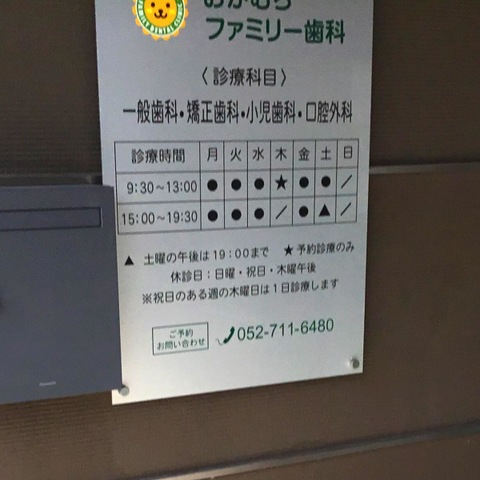 FAMILY DENTAL CLINIC
おかむら
ファミリー歯科
〈 診療科目 〉
一般歯科・矯正歯科・小児歯科・口腔外科
診療時間 月 火 水 木 金 土 日
9:30～13:00 ● ● ● ★ ● ● ／
15:00～19:30 ● ● ● ／ ● ▲ ／
▲ 土曜の午後は19:00まで ★予約診療のみ
休診日：日曜・祝日・木曜午後
※祝日のある週の木曜日は１日診療します
ご予約
お問い合わせ
052-711-6480